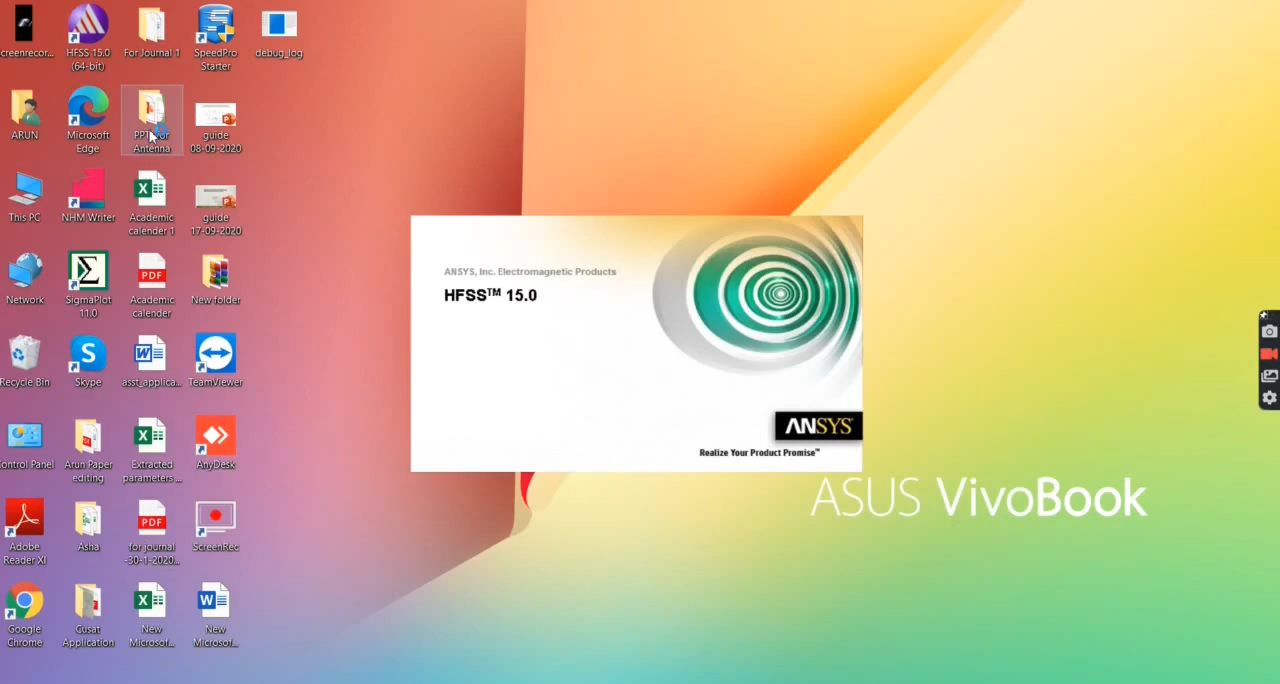 creenrecor...
HFSS 15.0
(64-bit)
For Journal 1
SpeedPro
Starter
debug_log
ARUN
Microsoft
Edge
Antenna
guide
08-09-2020
This PC
NHM Writer
Academic
calender 1
guide
17-09-2020
Network
SigmaPlot
11.0
PDF
Academic
calender
New folder
Recycle Bin
Skype
asst_applica...
TeamViewer
ontrol Panel
Arun Paper
editing
Extracted
parameters...
AnyDesk
Adobe
Reader XI
Asha
PDF
for journal
-30-1-2020...
ScreenRec
Google
Chrome
Cusat
Application
New
Microsof...
New
Microsof...
ANSYS, Inc. Electromagnetic Products
HFSS™ 15.0
ANSYS
Realize Your Product Promise™
ASUS VivoBook